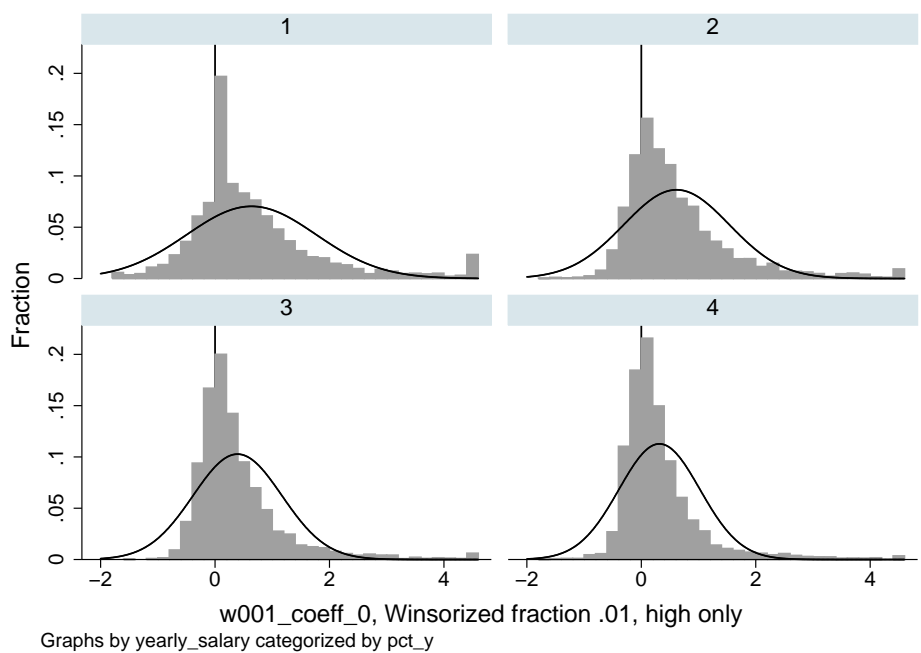 1
2
.2
.15
.1
.05
0
3
4
.2
.15
.1
.05
0
Fraction
−2 0 2 4
−2 0 2 4
w001_coeff_0, Winsorized fraction .01, high only
Graphs by yearly_salary categorized by pct_y